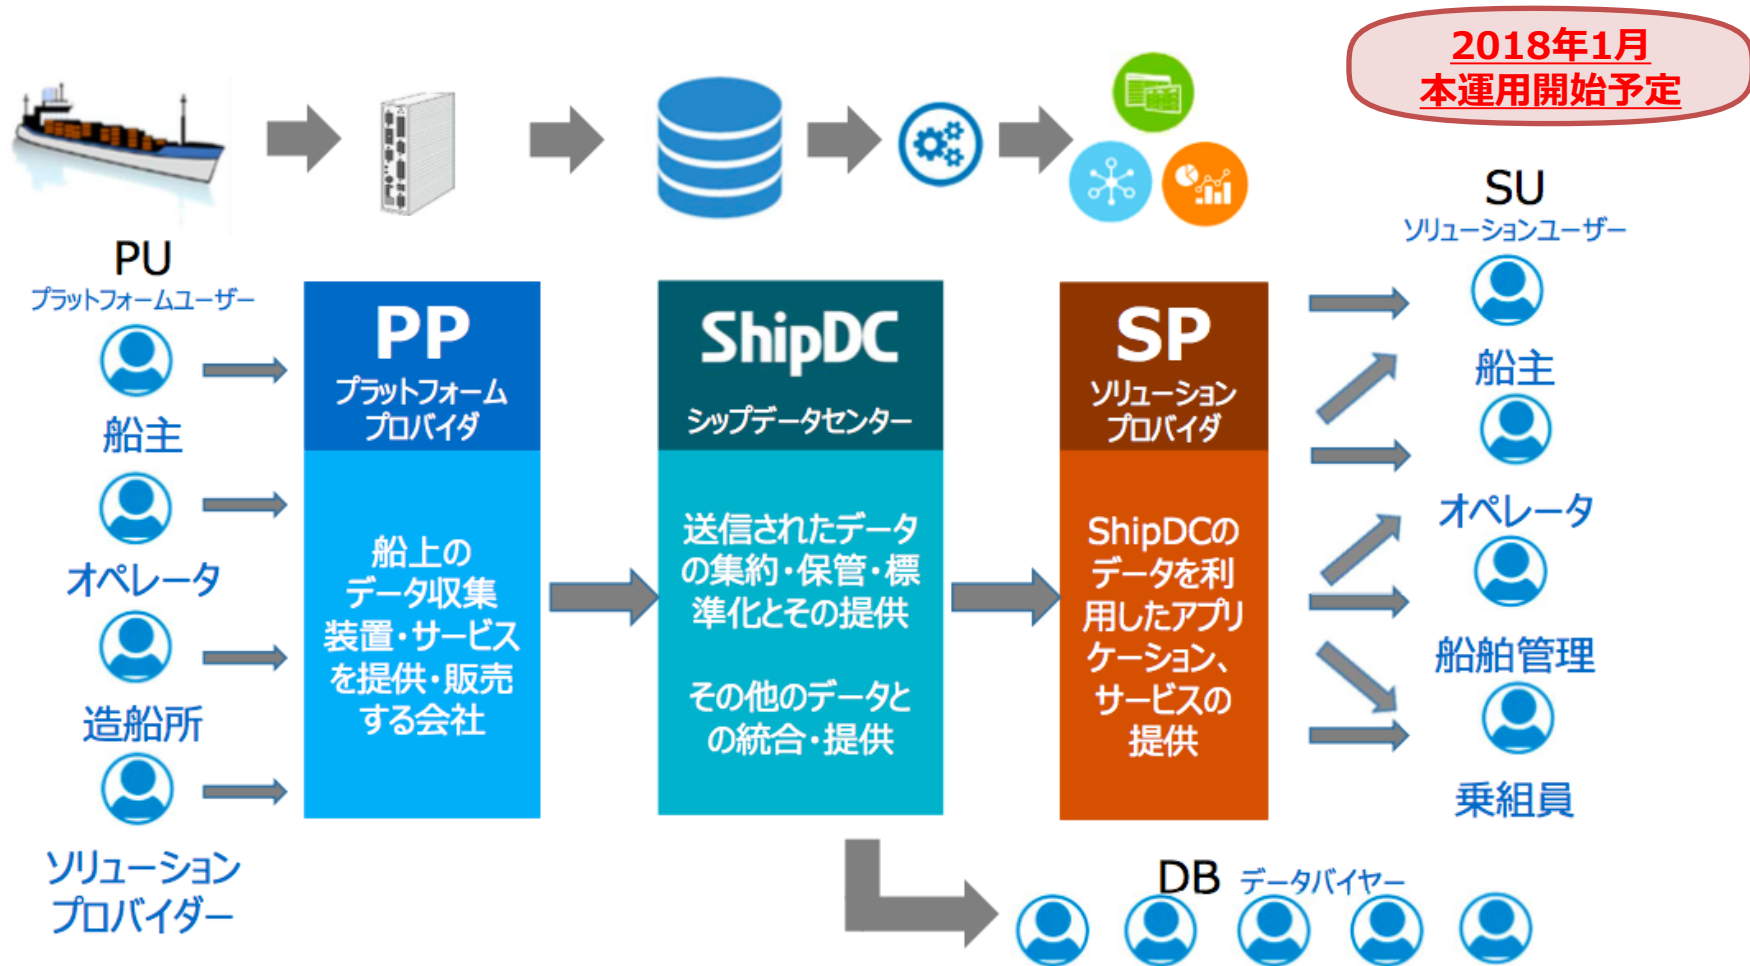 2018年1月
本運用開始予定
PU
プラットフォームユーザー
船主
オペレータ
造船所
ソリューション
プロバイダー
PP
プラットフォーム
プロバイダ
船上の
データ収集
装置・サービス
を提供・販売
する会社
ShipDC
シップデータセンター
送信されたデータ
の集約・保管・標
準化とその提供
その他のデータと
の統合・提供
SP
ソリューション
プロバイダ
ShipDCの
データを利
用したアプリ
ケーション、
サービスの
提供
SU
ソリューションユーザー
船主
オペレータ
船舶管理
乗組員
DB データバイヤー